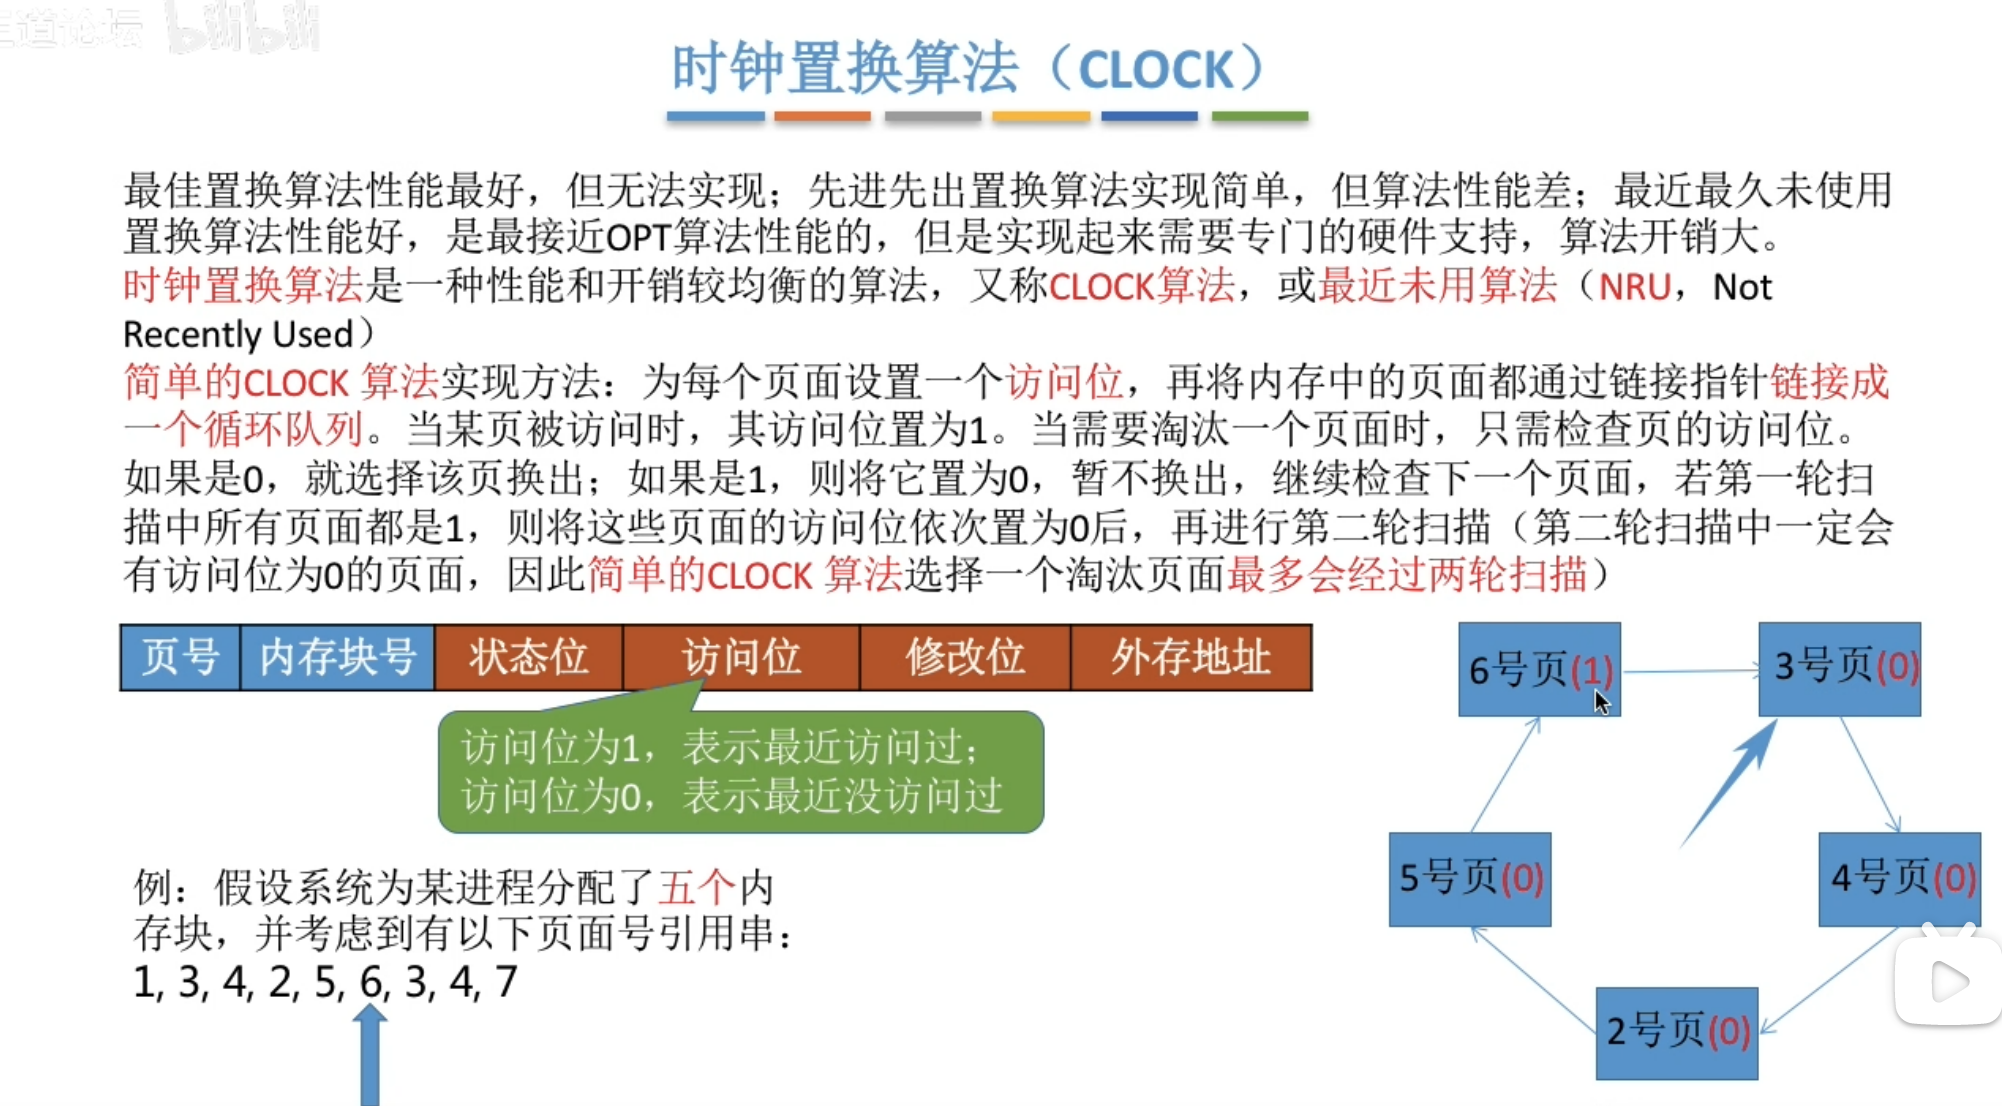 王道论坛 bilibili
时钟置换算法（CLOCK）
最佳置换算法性能最好，但无法实现；先进先出置换算法实现简单，但算法性能差；最近最久未使用
置换算法性能好，是最接近OPT算法性能的，但是实现起来需要专门的硬件支持，算法开销大。
时钟置换算法是一种性能和开销较均衡的算法，又称CLOCK算法，或最近未用算法（NRU，Not
Recently Used）
简单的CLOCK 算法实现方法：为每个页面设置一个访问位，再将内存中的页面都通过链接指针链接成
一个循环队列。当某页被访问时，其访问位置为1。当需要淘汰一个页面时，只需检查页的访问位。
如果是0，就选择该页换出；如果是1，则将它置为0，暂不换出，继续检查下一个页面，若第一轮扫
描中所有页面都是1，则将这些页面的访问位依次置为0后，再进行第二轮扫描（第二轮扫描中一定会
有访问位为0的页面，因此简单的CLOCK 算法选择一个淘汰页面最多会经过两轮扫描）
页号 内存块号 状态位 访问位 修改位 外存地址
访问位为1，表示最近访问过；
访问位为0，表示最近没访问过
例：假设系统为某进程分配了五个内
存块，并考虑到有以下页面号引用串：
1, 3, 4, 2, 5, 6, 3, 4, 7
6号页(1)
3号页(0)
5号页(0)
4号页(0)
2号页(0)